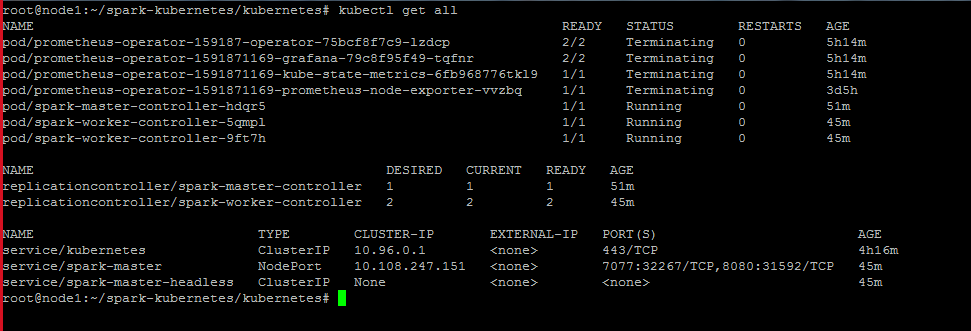 root@node1:~/spark-kubernetes/kubernetes# kubectl get all
NAME READY STATUS RESTARTS AGE
pod/prometheus-operator-159187-operator-75bcf8f7c9-lzdcp 2/2 Terminating 0 5h14m
pod/prometheus-operator-1591871169-grafana-79c8f95f49-tqfnr 2/2 Terminating 0 5h14m
pod/prometheus-operator-1591871169-kube-state-metrics-6fb968776tkl9 1/1 Terminating 0 5h14m
pod/prometheus-operator-1591871169-prometheus-node-exporter-vvzbq 1/1 Terminating 0 3d5h
pod/spark-master-controller-hdqr5 1/1 Running 0 51m
pod/spark-worker-controller-5qmpl 1/1 Running 0 45m
pod/spark-worker-controller-9ft7h 1/1 Running 0 45m
NAME DESIRED CURRENT READY AGE
replicationcontroller/spark-master-controller 1 1 1 51m
replicationcontroller/spark-worker-controller 2 2 2 45m
NAME TYPE CLUSTER-IP EXTERNAL-IP PORT(S) AGE
service/kubernetes ClusterIP 10.96.0.1 <none> 443/TCP 4h16m
service/spark-master NodePort 10.108.247.151 <none> 7077:32267/TCP,8080:31592/TCP 45m
service/spark-master-headless ClusterIP None <none> <none> 45m
root@node1:~/spark-kubernetes/kubernetes#